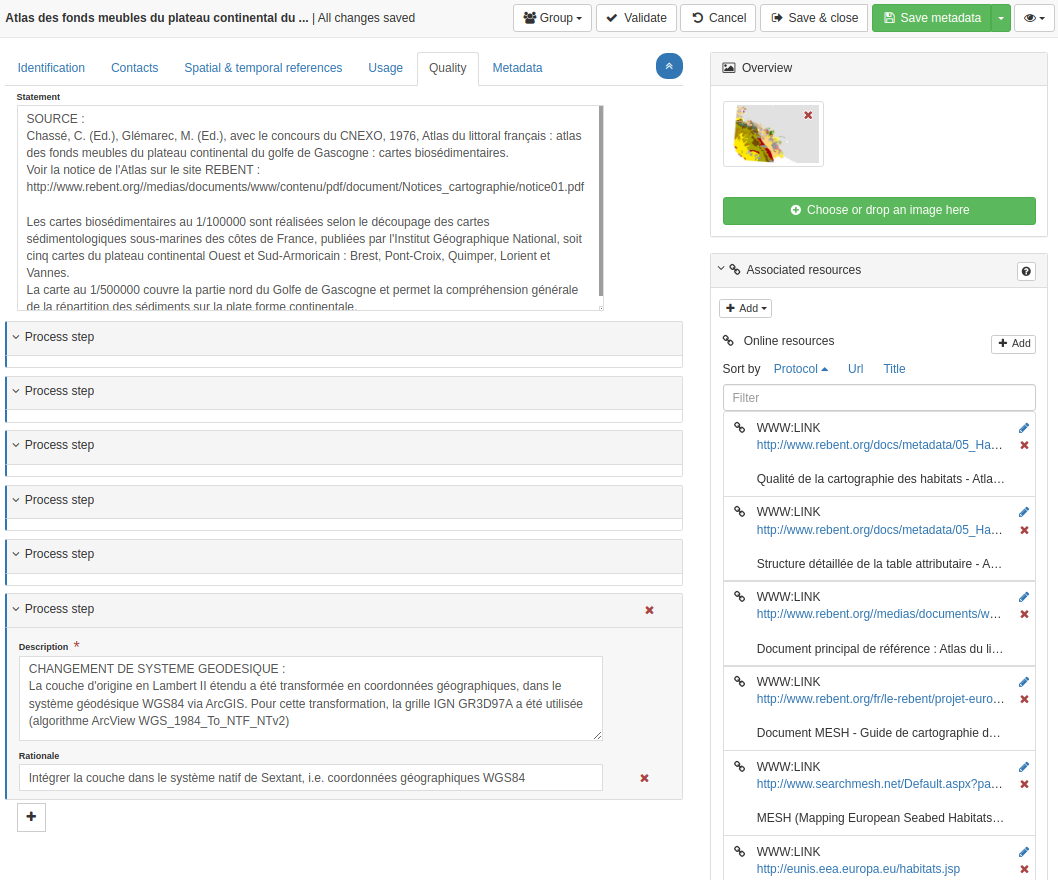 Atlas des fonds meubles du plateau continental du ... | All changes saved
Group
Validate
Cancel
Save & close
Save metadata
Identification
Contacts
Spatial & temporal references
Usage
Quality
Metadata
Statement
SOURCE :
Chassé, C. (Ed.), Glémarec, M. (Ed.), avec le concours du CNEXO, 1976, Atlas du littoral français : atlas
des fonds meubles du plateau continental du golfe de Gascogne : cartes biosédimentaires.
Voir la notice de l'Atlas sur le site REBENT :
http://www.rebent.org//medias/documents/www/contenu/pdf/document/Notices_cartographie/notice01.pdf
Les cartes biosédimentaires au 1/100000 sont réalisées selon le découpage des cartes
sédimentologiques sous-marines des côtes de France, publiées par l'Institut Géographique National, soit
cinq cartes du plateau continental Ouest et Sud-Armoricain : Brest, Pont-Croix, Quimper, Lorient et
Vannes.
La carte au 1/500000 couvre la partie nord du Golfe de Gascogne et permet la compréhension générale
de la répartition des sédiments sur la plate forme continentale.
Process step
Process step
Process step
Process step
Process step
Process step
Description *
CHANGEMENT DE SYSTEME GEODESIQUE :
La couche d'origine en Lambert II étendu a été transformée en coordonnées géographiques, dans le
système géodésique WGS84 via ArcGIS. Pour cette transformation, la grille IGN GR3D97A a été utilisée
(algorithme ArcView WGS_1984_To_NTF_NTv2)
Rationale
Intégrer la couche dans le système natif de Sextant, i.e. coordonnées géographiques WGS84
Overview
Choose or drop an image here
Associated resources
Add
Online resources
Add
Sort by Protocol Url Title
Filter
WWW:LINK
http://www.rebent.org/docs/metadata/05_Ha...
Qualité de la cartographie des habitats - Atla...
WWW:LINK
http://www.rebent.org/docs/metadata/05_Ha...
Structure détaillée de la table attributaire - A...
WWW:LINK
http://www.rebent.org//medias/documents/w...
Document principal de référence : Atlas du li...
WWW:LINK
http://www.rebent.org/fr/le-rebent/projet-euro...
Document MESH - Guide de cartographie d...
WWW:LINK
http://www.searchmesh.net/Default.aspx?pa...
MESH (Mapping European Seabed Habitats...
WWW:LINK
http://eunis.eea.europa.eu/habitats.jsp